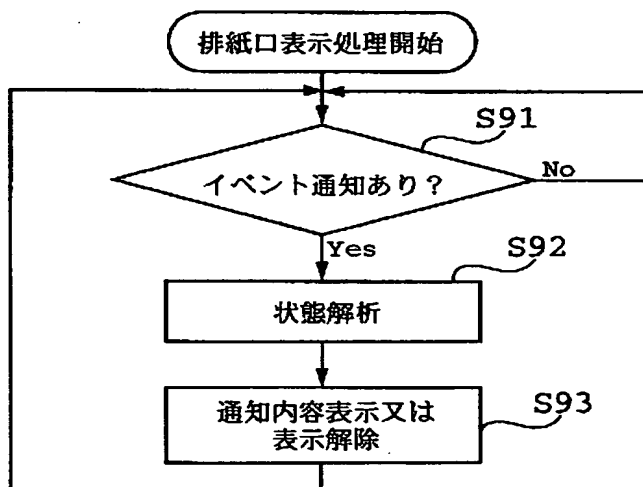 排紙口表示処理開始
S91
イベント通知あり?
No
Yes
S92
状態解析
S93
通知内容表示又は
表示解除